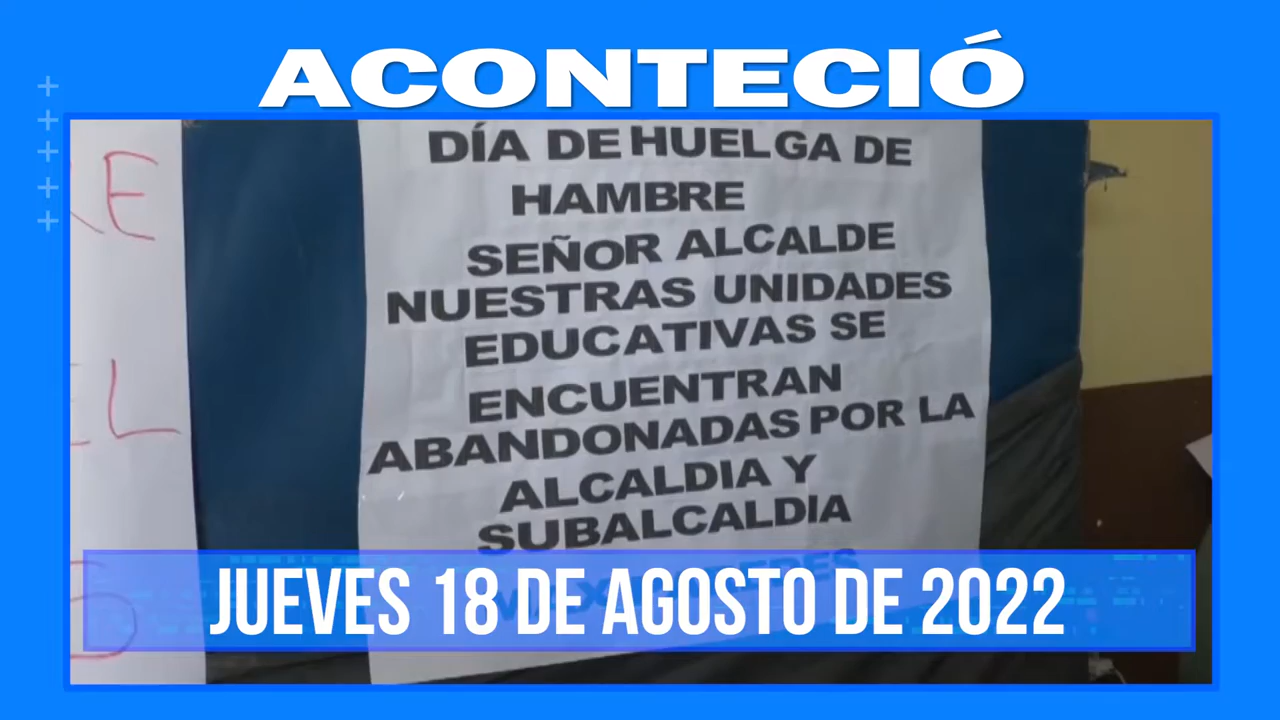 ACONTECIÓ
DÍA DE HUELGA DE
HAMBRE
SEÑOR ALCALDE
NUESTRAS UNIDADES
EDUCATIVAS SE
ENCUENTRAN
ABANDONADAS POR LA
ALCALDIA Y
SUBALCALDIA
JUEVES 18 DE AGOSTO DE 2022
E
EL